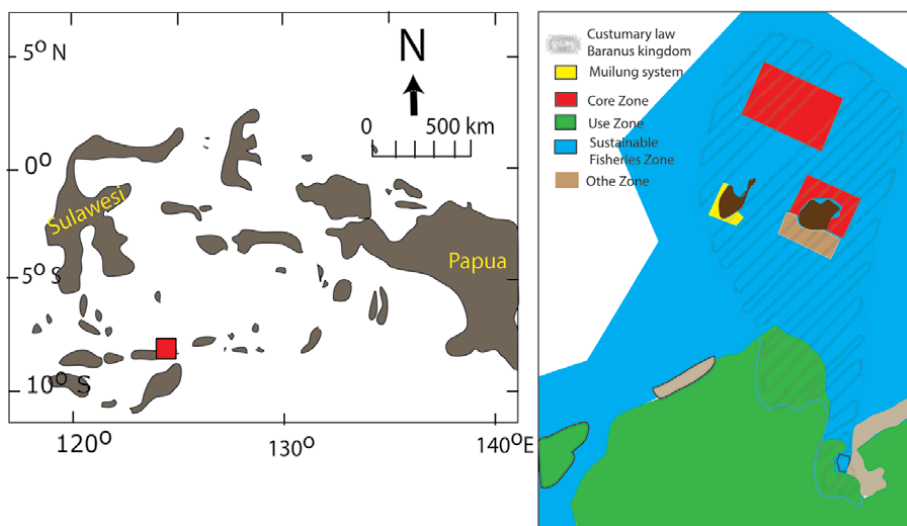 5° N
0°
5° S
10° S
120°
130°
140°E
N
0 500 km
Sulawesi
Papua
Custumary law
Baranus kingdom
Muilung system
Core Zone
Use Zone
Sustainable
Fisheries Zone
Othe Zone